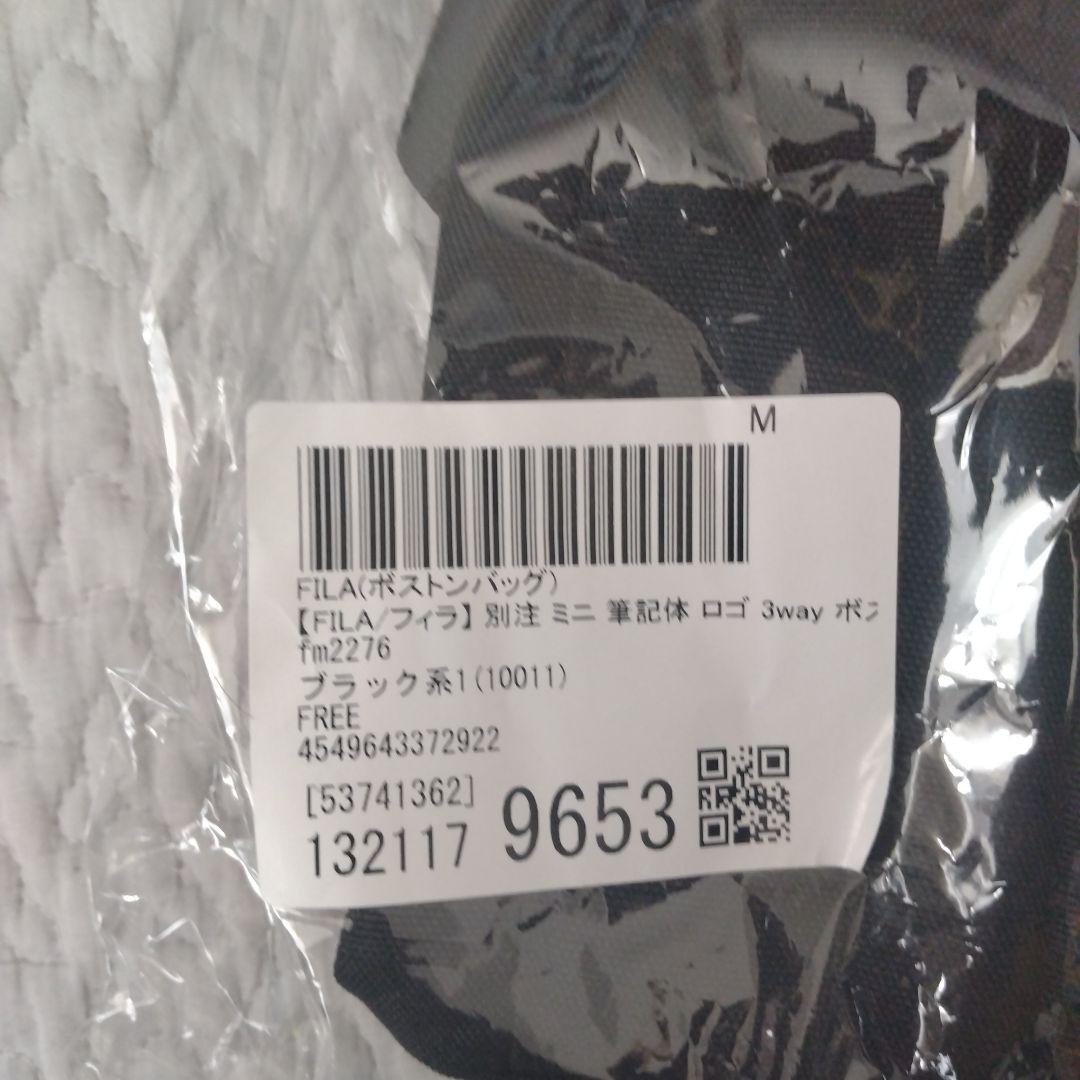 M
FILA(ボストンバッグ)
【FILA/フィラ】 別注 ミニ 筆記体 ロゴ 3way ボス
fm2276
ブラック系1(10011)
FREE
4549643372922
[53741362]
132117 9653